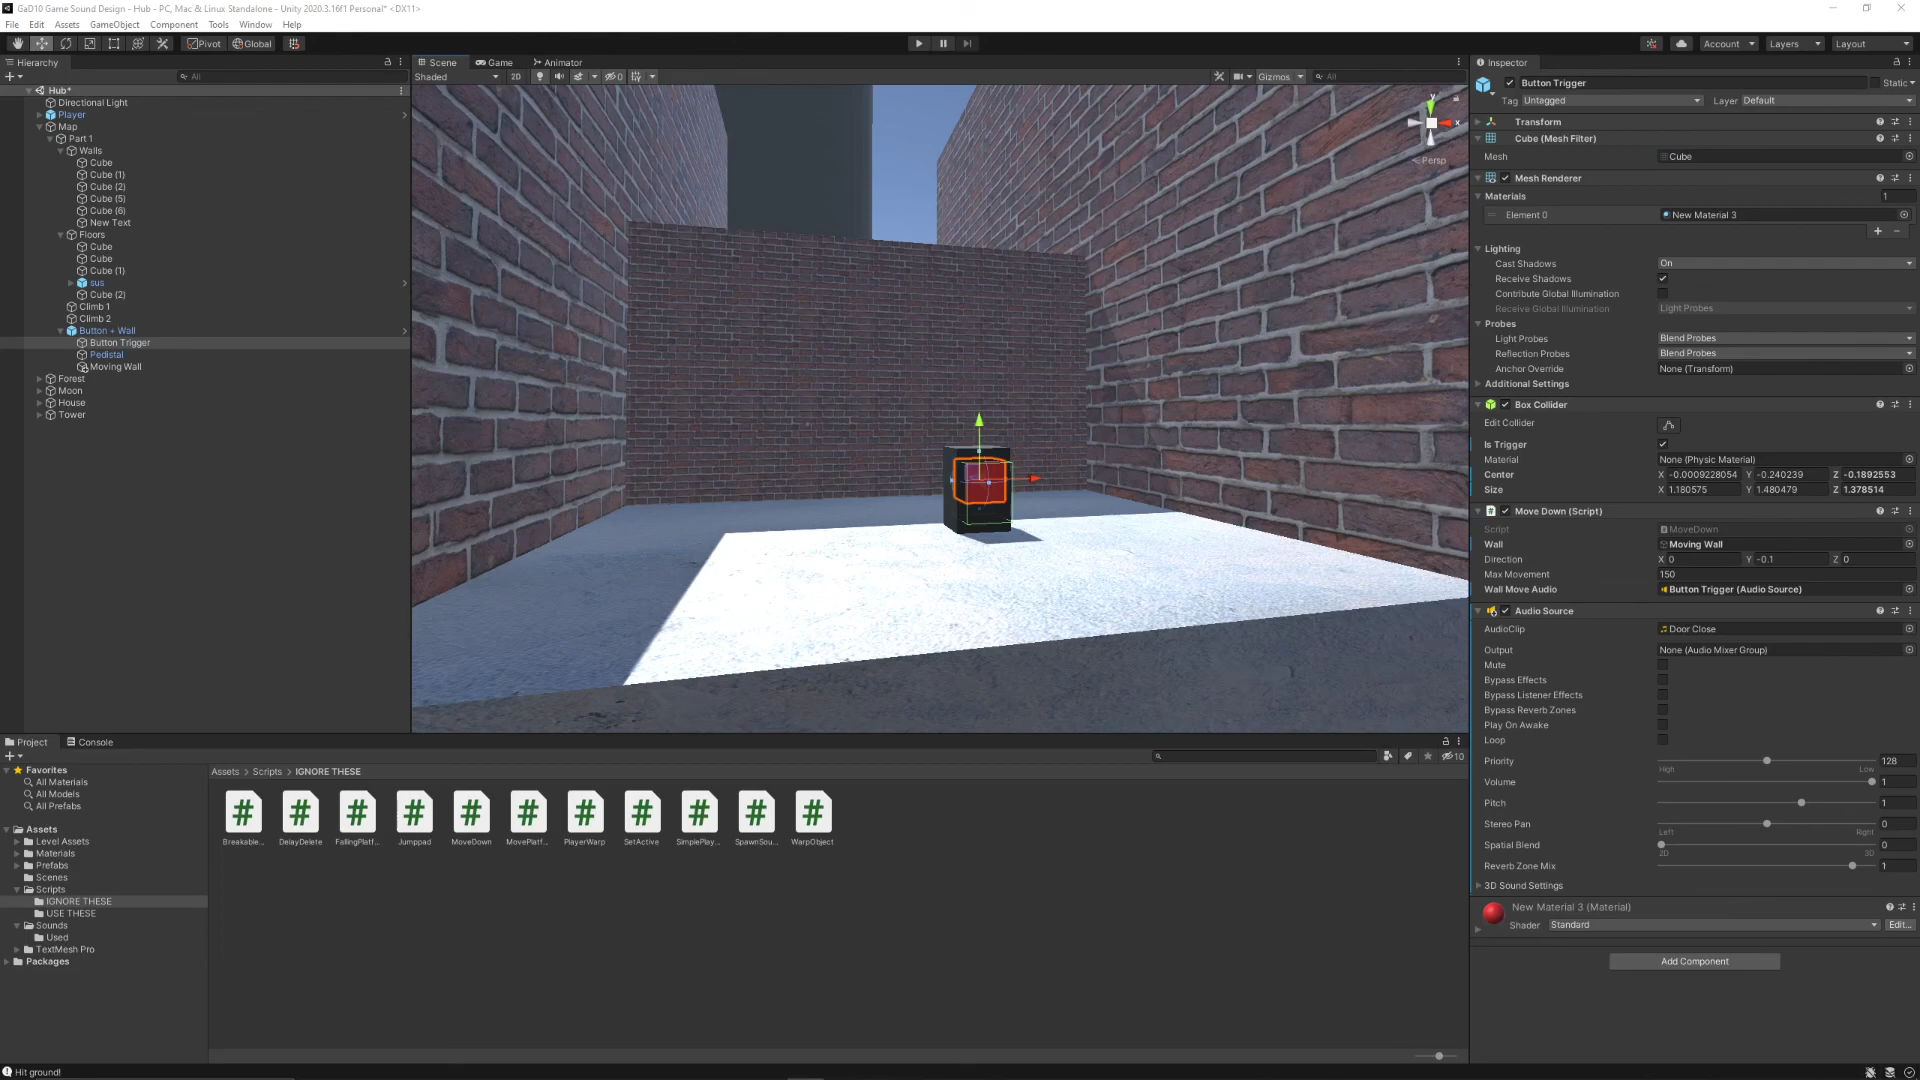 GaD10 Game Sound Design - Hub - PC, Mac & Linux Standalone - Unity 2020.3.16f1 Personal* <DX11>
File Edit Assets GameObject Component Tools Window Help
Pivot Global Account Layers Layout
Hierarchy
All
Hub*
Directional Light
Player
Map
Part 1
Walls
Cube
Cube (1)
Cube (2)
Cube (5)
Cube (6)
New Text
Floors
Cube
Cube
Cube (1)
sus
Cube (2)
Climb 1
Climb 2
Button + Wall
Button Trigger
Pedistal
Moving Wall
Forest
Moon
House
Tower
Scene Game Animator
Shaded 2D 0 Gizmos All
y
x
Persp
Inspector
Button Trigger Static
Tag Untagged Layer Default
Transform
Cube (Mesh Filter)
Mesh Cube
Mesh Renderer
Materials 1
Element 0 New Material 3
Lighting
Cast Shadows On
Receive Shadows
Contribute Global Illumination
Receive Global Illumination Light Probes
Probes
Light Probes Blend Probes
Reflection Probes Blend Probes
Anchor Override None (Transform)
Additional Settings
Box Collider
Edit Collider
Is Trigger
Material None (Physic Material)
Center X -0.0009228054 Y -0.240239 Z -0.1892553
Size X 1.180575 Y 1.480479 Z 1.378514
Move Down (Script)
Script MoveDown
Wall Moving Wall
Direction X 0 Y -0.1 Z 0
Max Movement 150
Wall Move Audio Button Trigger (Audio Source)
Audio Source
AudioClip Door Close
Output None (Audio Mixer Group)
Mute
Bypass Effects
Bypass Listener Effects
Bypass Reverb Zones
Play On Awake
Loop
Priority 128
High Low
Volume 1
Pitch 1
Stereo Pan 0
Left Right
Spatial Blend 0
2D 3D
Reverb Zone Mix 1
3D Sound Settings
New Material 3 (Material)
Shader Standard Edit...
Add Component
Project Console
10
Favorites
All Materials
All Models
All Prefabs
Assets
Level Assets
Materials
Prefabs
Scenes
Scripts
IGNORE THESE
USE THESE
Sounds
Used
TextMesh Pro
Packages
Assets > Scripts > IGNORE THESE
Breakable... DelayDelete FallingPlatf... Jumppad MoveDown MovePlatf... PlayerWarp SetActive SimplePlay... SpawnSou... WarpObject
Hit ground!